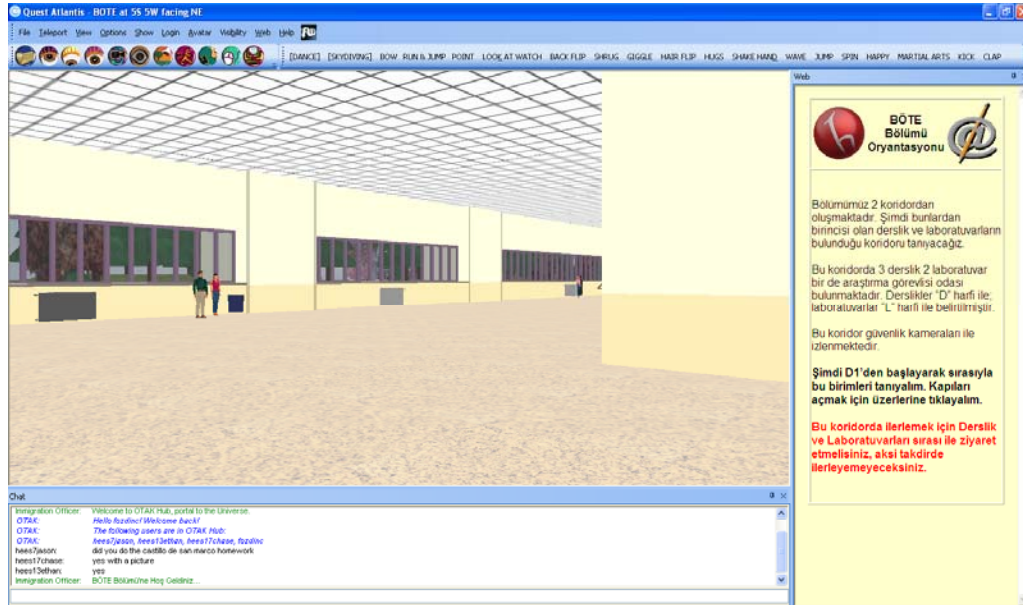 Quest Atlantis - BOTE at 5S 5W facing NE
File Teleport View Options Show Login Avatar Visibility Web Help
[DANCE] [SKYDIVING] BOW RUN & JUMP POINT LOOK AT WATCH BACK FLIP SHRUG GIGGLE HAIR FLIP HUGS SHAKE HAND WAVE JUMP SPIN HAPPY MARTIAL ARTS KICK CLAP
Web
BÖTE
Bölümü
Oryantasyonu
Bölümümüz 2 koridordan
oluşmaktadır. Şimdi bunlardan
birincisi olan derslik ve laboratuvarların
bulunduğu koridoru tanıyacağız.
Bu koridorda 3 derslik 2 laboratuvar
bir de araştırma görevlisi odası
bulunmaktadır. Derslikler "D" harfi ile;
laboratuvarlar "L" harfi ile belirtilmiştir.
Bu koridor güvenlik kameraları ile
izlenmektedir.
Şimdi D1'den başlayarak sırasıyla
bu birimleri tanıyalım. Kapıları
açmak için üzerlerine tıklayalım.
Bu koridorda ilerlemek için Derslik
ve Laboratuvarları sırası ile ziyaret
etmelisiniz, aksi takdirde
ilerleyemeyeceksiniz.
Chat
Immigration Officer: Welcome to OTAK Hub, portal to the Universe.
OTAK: Hello fozdinc! Welcome back!
OTAK: The following users are in OTAK Hub:
OTAK: hees7jason, hees13ethan, hees17chase, fozdinc
hees7jason: did you do the castillo de san marco homework
hees17chase: yes with a picture
hees13ethan: yes
Immigration Officer: BÖTE Bölümü'ne Hoş Geldiniz...